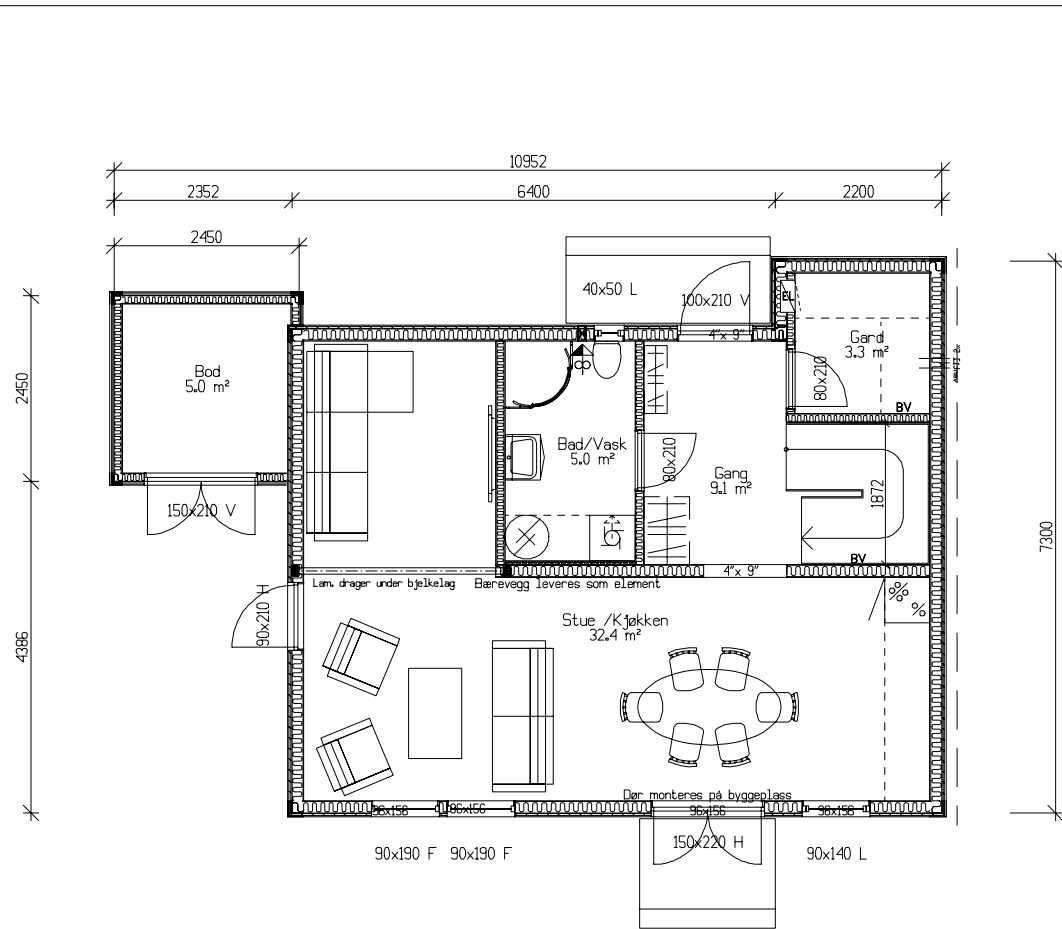 10952
2352
6400
2200
2450
40x50 L
100x210 V
4"x 9"
EL
Gard
3.3 m²
80x210
BV
2450
Bod
5.0 m²
150x210 V
Bad/Vask
5.0 m²
80x210
Gang
9.1 m²
1872
BV
7300
4"x 9"
Lam. drager under bjelkelag
Bærevegg leveres som element
90x210 H
Stue /Kjøkken
32.4 m²
4386
Dør monteres på byggeplass
96x156
96x156
96x156
96x156
90x190 F
90x190 F
150x220 H
90x140 L